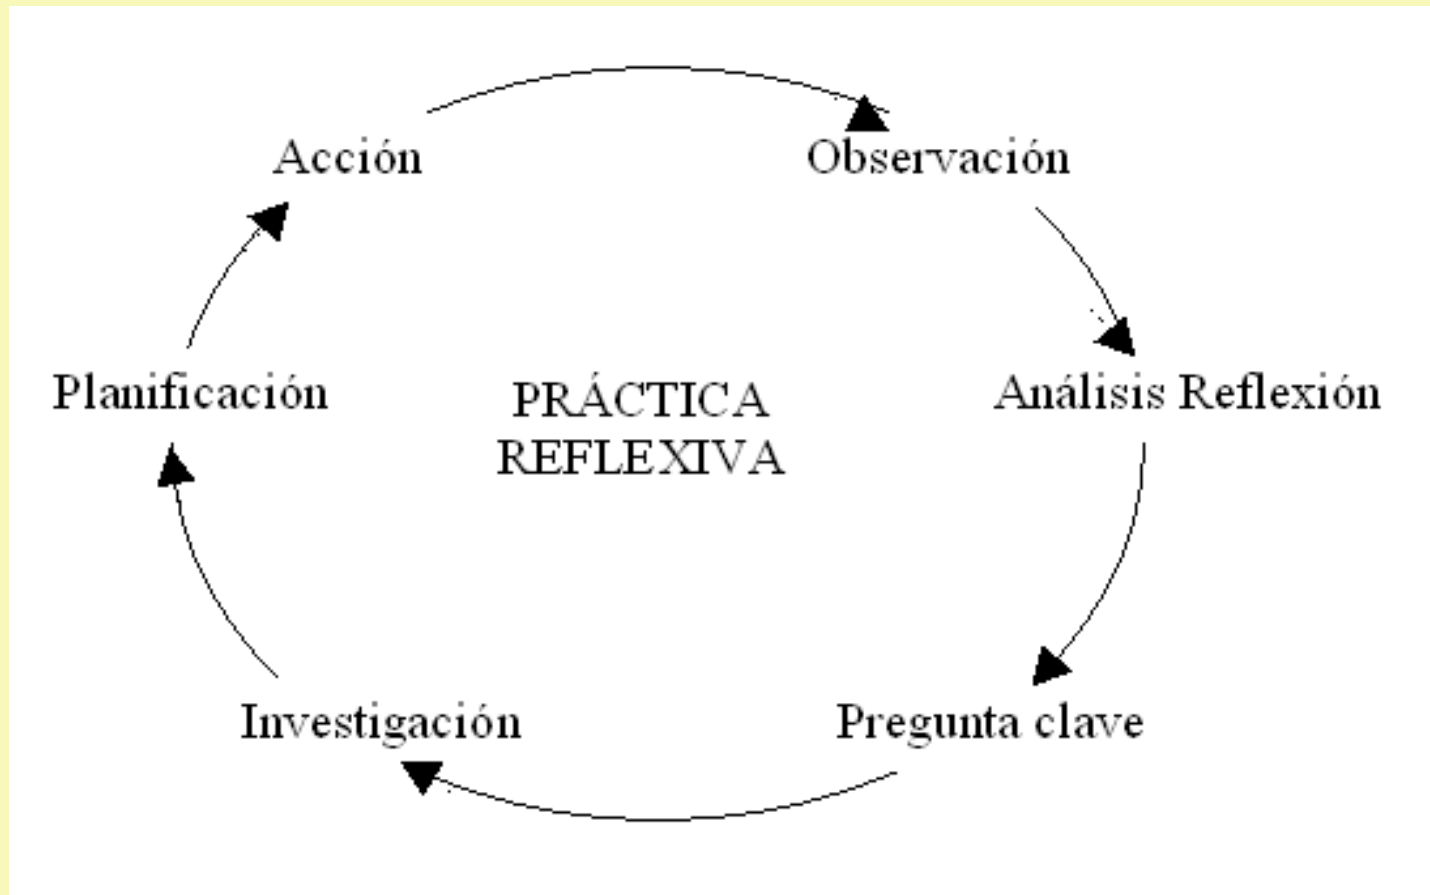 Acción
Observación
Planificación
PRÁCTICA
REFLEXIVA
Análisis Reflexión
Investigación
Pregunta clave